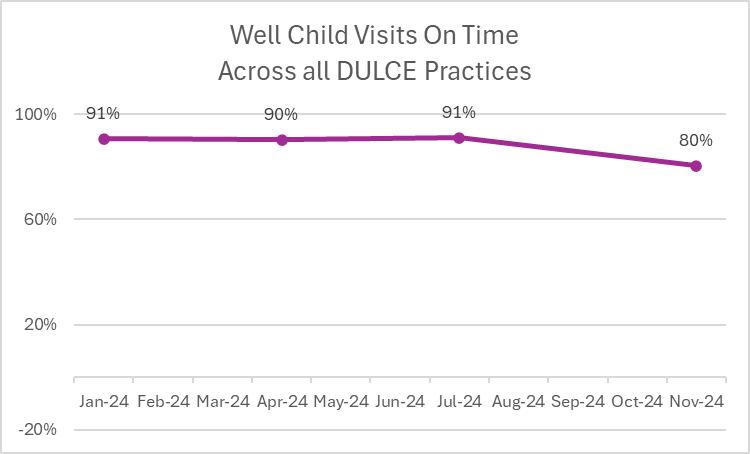 Well Child Visits On Time
Across all DULCE Practices
100%
91%
90%
91%
80%
60%
20%
Jan-24 Feb-24 Mar-24 Apr-24 May-24 Jun-24 Jul-24 Aug-24 Sep-24 Oct-24 Nov-24
-20%